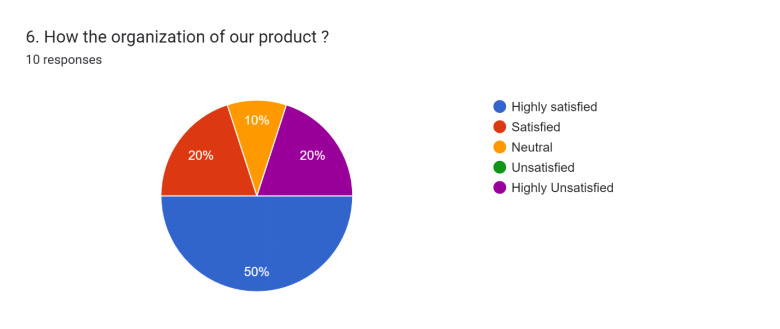 6. How the organization of our product ?
10 responses
10%
20%
20%
50%
Highly satisfied
Satisfied
Neutral
Unsatisfied
Highly Unsatisfied